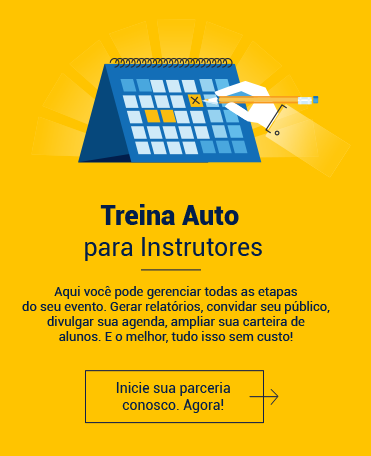 Treina Auto
para Instrutores
Aqui você pode gerenciar todas as etapas
do seu evento. Gerar relatórios, convidar seu público,
divulgar sua agenda, ampliar sua carteira de
alunos. E o melhor, tudo isso sem custo!
Inicie sua parceria
conosco. Agora!